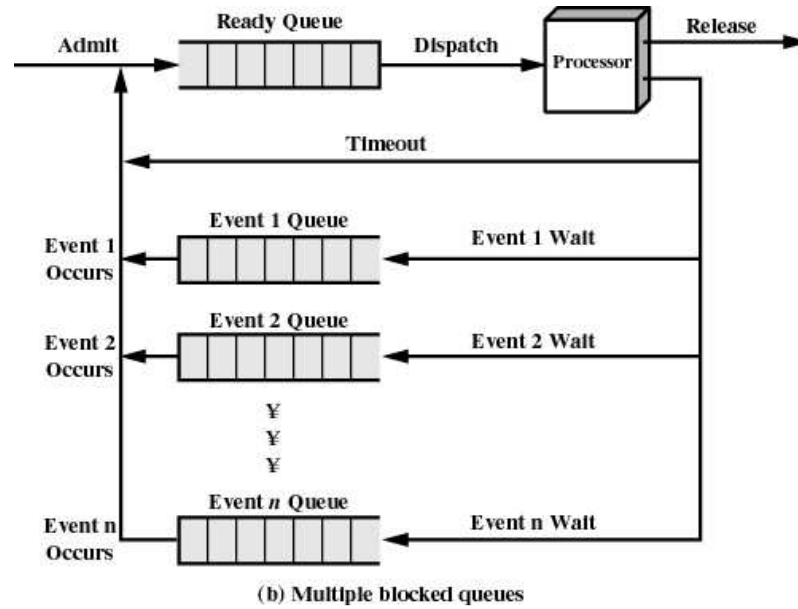 Ready Queue
Release
Admit
Dispatch
Processor
Timeout
Event 1 Queue
Event 1
Occurs
Event 1 Wait
Event 2 Queue
Event 2
Occurs
Event 2 Wait
¥
¥
¥
Event n Queue
Event n
Occurs
Event n Wait
(b) Multiple blocked queues